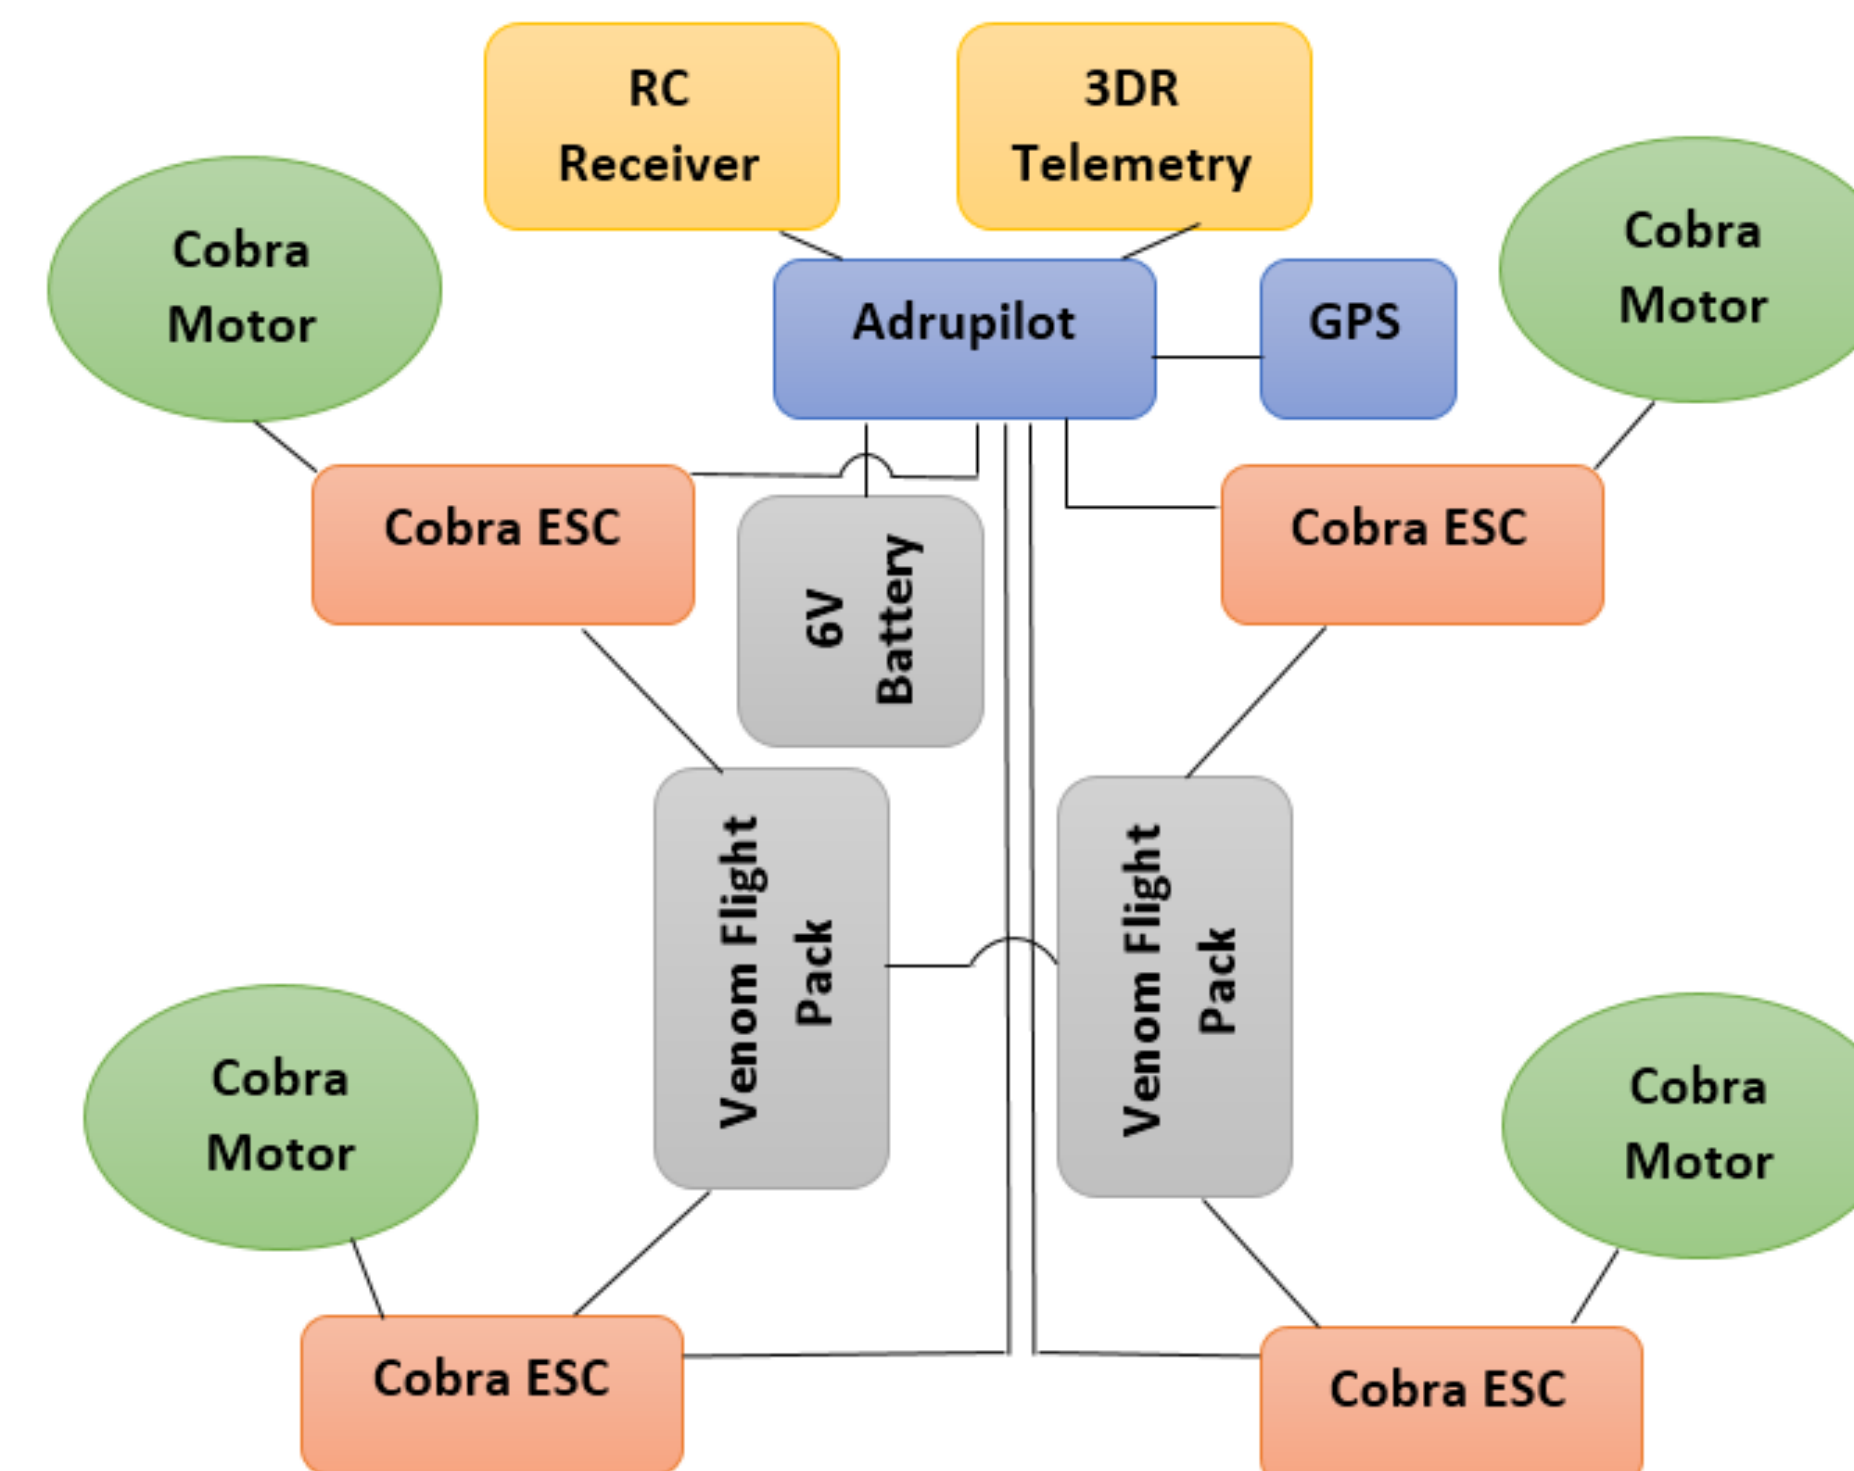 RC
Receiver
3DR
Telemetry
Cobra
Motor
Cobra
Motor
Adrupilot
GPS
Cobra ESC
Cobra ESC
6V
Battery
Venom Flight
Pack
Venom Flight
Pack
Cobra
Motor
Cobra
Motor
Cobra ESC
Cobra ESC